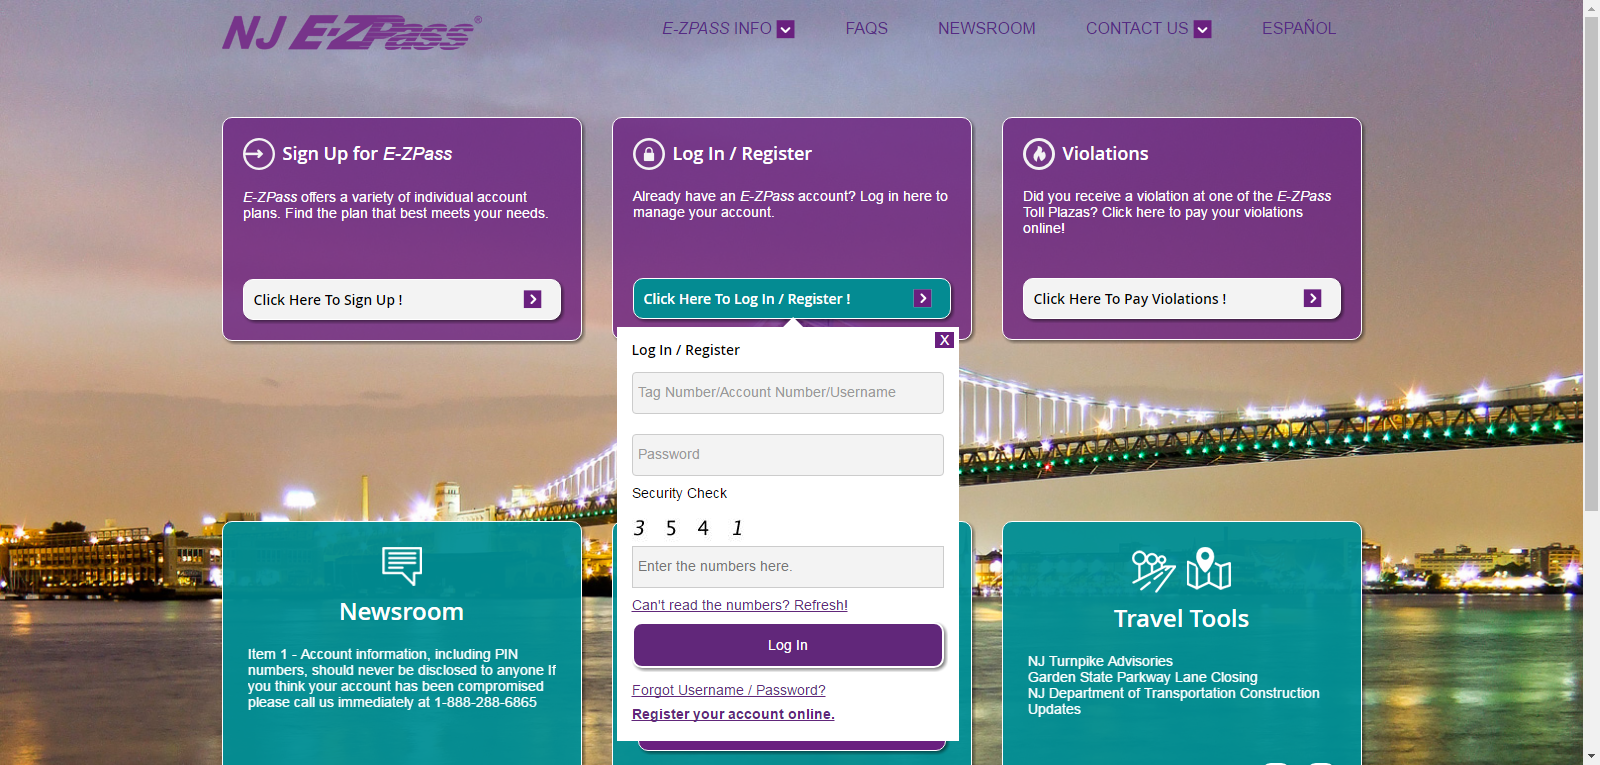 NJ E-ZPass®
E-ZPASS INFO
FAQS
NEWSROOM
CONTACT US
ESPAÑOL
Sign Up for E-ZPass
E-ZPass offers a variety of individual account
plans. Find the plan that best meets your needs.
Click Here To Sign Up !
Log In / Register
Already have an E-ZPass account? Log in here to
manage your account.
Click Here To Log In / Register !
Violations
Did you receive a violation at one of the E-ZPass
Toll Plazas? Click here to pay your violations
online!
Click Here To Pay Violations !
X
Log In / Register
Tag Number/Account Number/Username
Password
Security Check
3 5 4 1
Enter the numbers here.
Can't read the numbers? Refresh!
Log In
Forgot Username / Password?
Register your account online.
Newsroom
Item 1 - Account information, including PIN
numbers, should never be disclosed to anyone If
you think your account has been compromised
please call us immediately at 1-888-288-6865
Travel Tools
NJ Turnpike Advisories
Garden State Parkway Lane Closing
NJ Department of Transportation Construction
Updates